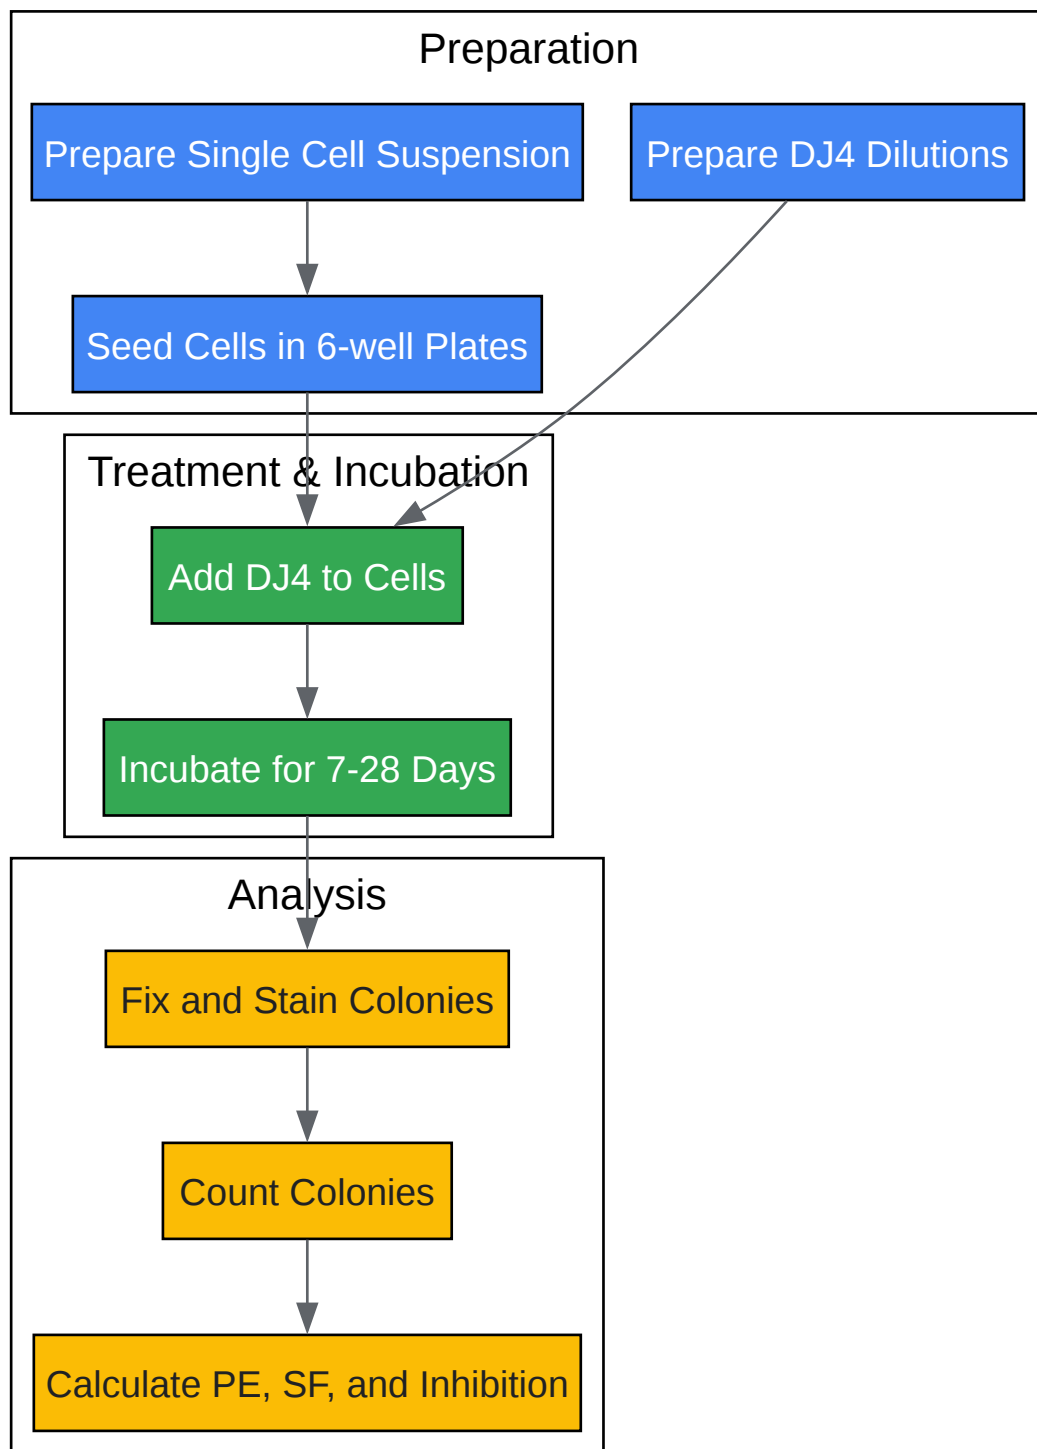 Preparation
Prepare Single Cell Suspension
Prepare DJ4 Dilutions
Seed Cells in 6-well Plates
Treatment & Incubation
Add DJ4 to Cells
Incubate for 7-28 Days
Analysis
Fix and Stain Colonies
Count Colonies
Calculate PE, SF, and Inhibition